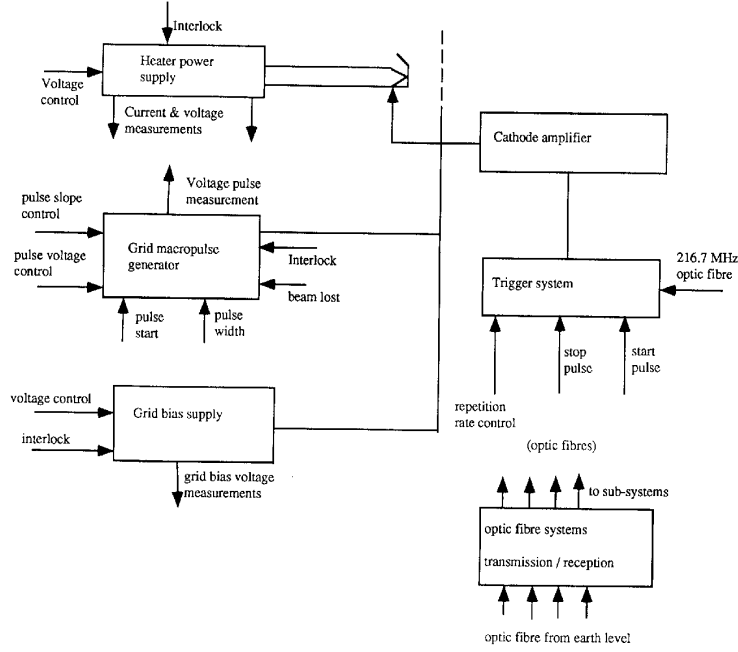 Interlock
Heater power
supply
Voltage
control
Current & voltage
measurements
Cathode amplifier
Voltage pulse
measurement
pulse slope
control
Grid macropulse
generator
pulse voltage
control
Interlock
beam lost
pulse
start
pulse
width
216.7 MHz
optic fibre
Trigger system
stop
pulse
start
pulse
repetition
rate control
(optic fibres)
voltage control
Grid bias supply
interlock
grid bias voltage
measurements
to sub-systems
optic fibre systems
transmission / reception
optic fibre from earth level